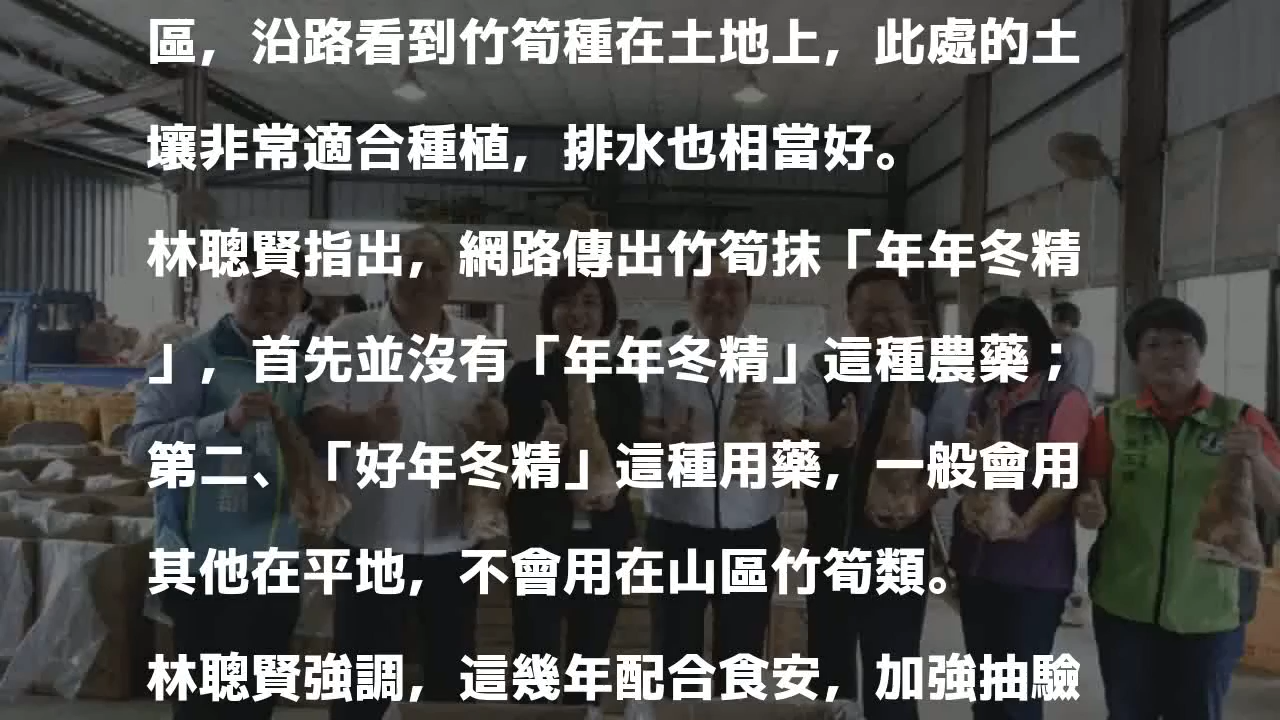 區，沿路看到竹筍種在土地上，此處的土
壤非常適合種植，排水也相當好。
林聰賢指出，網路傳出竹筍抹「年年冬精
」，首先並沒有「年年冬精」這種農藥；
第二、「好年冬精」這種用藥，一般會用
其他在平地，不會用在山區竹筍類。
林聰賢強調，這幾年配合食安，加強抽驗